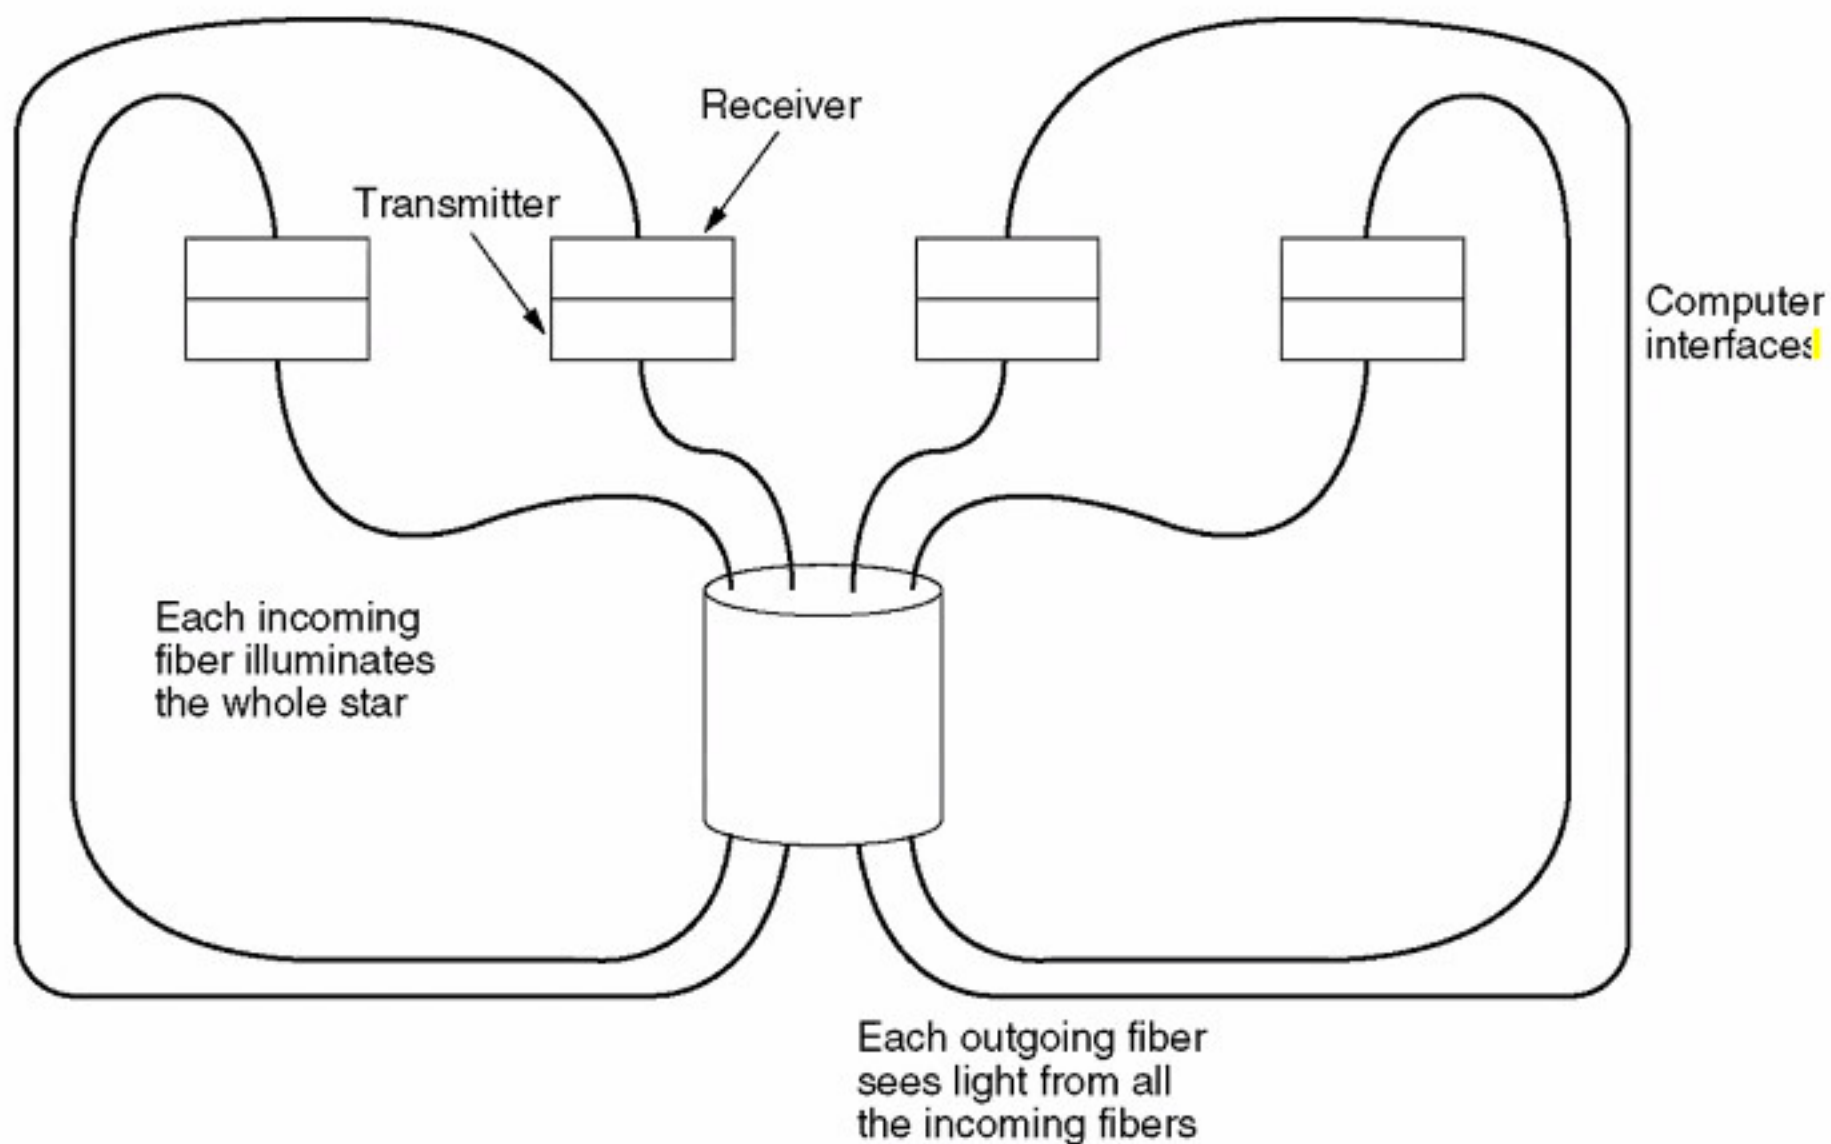 Receiver
Transmitter
Computer
interfaces
Each incoming
fiber illuminates
the whole star
Each outgoing fiber
sees light from all
the incoming fibers